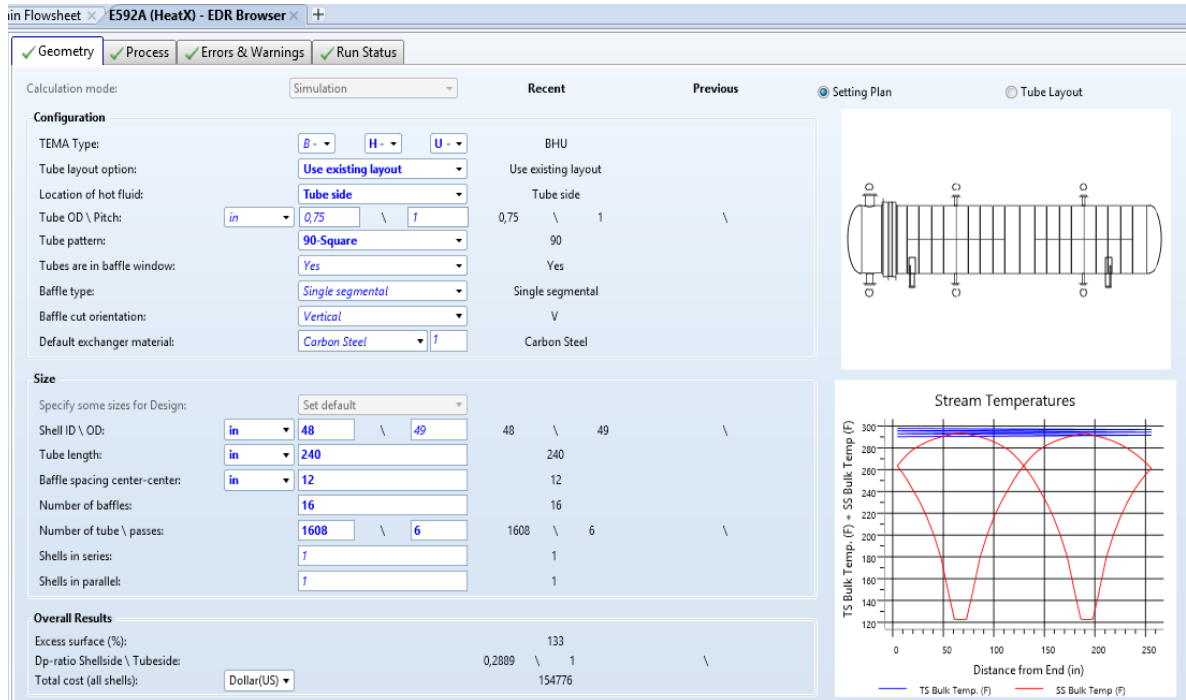 ain Flowsheet × E592A (HeatX) - EDR Browser × +
Geometry Process Errors & Warnings Run Status
Calculation mode: Simulation Recent Previous Setting Plan Tube Layout
Configuration
TEMA Type: B - H - U - BHU
Tube layout option: Use existing layout Use existing layout
Location of hot fluid: Tube side Tube side
Tube OD \ Pitch: in 0,75 \ 1 0,75 \ 1 \
Tube pattern: 90-Square 90
Tubes are in baffle window: Yes Yes
Baffle type: Single segmental Single segmental
Baffle cut orientation: Vertical V
Default exchanger material: Carbon Steel 1 Carbon Steel
Size
Specify some sizes for Design: Set default
Shell ID \ OD: in 48 \ 49 48 \ 49 \
Tube length: in 240 240
Baffle spacing center-center: in 12 12
Number of baffles: 16 16
Number of tube \ passes: 1608 \ 6 1608 \ 6 \
Shells in series: 1 1
Shells in parallel: 1 1
Overall Results
Excess surface (%): 133
Dp-ratio Shellside \ Tubeside: 0,2889 \ 1 \
Total cost (all shells): Dollar(US) 154776
Stream Temperatures
TS Bulk Temp. (F) + SS Bulk Temp (F)
300
280
260
240
220
200
180
160
140
120
0 50 100 150 200 250
Distance from End (in)
TS Bulk Temp. (F) SS Bulk Temp (F)